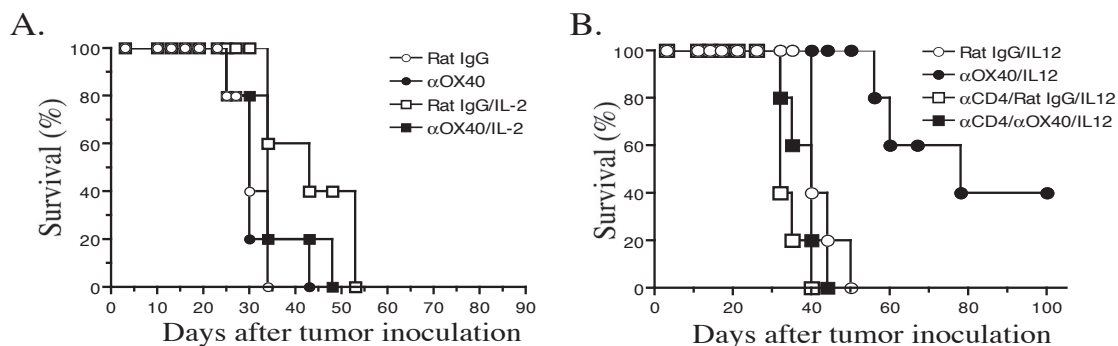 A.
Survival (%)
100
80
60
40
20
0
0 10 20 30 40 50 60 70 80 90
Days after tumor inoculation
Rat IgG
αOX40
Rat IgG/IL-2
αOX40/IL-2
B.
Survival (%)
100
80
60
40
20
0
0 20 40 60 80 100
Days after tumor inoculation
Rat IgG/IL12
αOX40/IL12
αCD4/Rat IgG/IL12
αCD4/αOX40/IL12